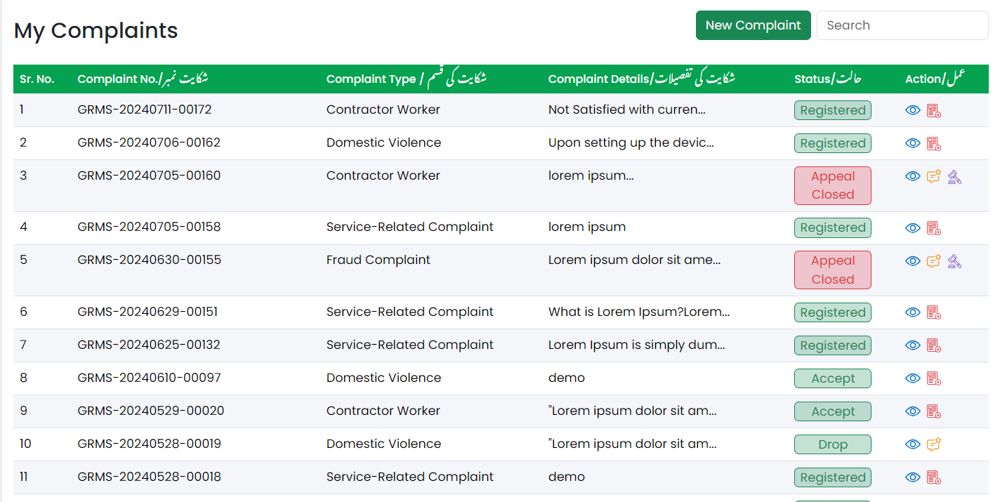 My Complaints
New Complaint
Search
Sr. No. Complaint No./شکایت نمبر Complaint Type / شکایت کی قسم Complaint Details/شکایت کی تفصیلات Status/حالت Action/عمل
1 GRMS-20240711-00172 Contractor Worker Not Satisfied with curren... Registered
2 GRMS-20240706-00162 Domestic Violence Upon setting up the devic... Registered
3 GRMS-20240705-00160 Contractor Worker lorem ipsum... Appeal Closed
4 GRMS-20240705-00158 Service-Related Complaint lorem ipsum Registered
5 GRMS-20240630-00155 Fraud Complaint Lorem ipsum dolor sit ame... Appeal Closed
6 GRMS-20240629-00151 Service-Related Complaint What is Lorem Ipsum?Lorem... Registered
7 GRMS-20240625-00132 Service-Related Complaint Lorem Ipsum is simply dum... Registered
8 GRMS-20240610-00097 Domestic Violence demo Accept
9 GRMS-20240529-00020 Contractor Worker "Lorem ipsum dolor sit am... Accept
10 GRMS-20240528-00019 Domestic Violence "Lorem ipsum dolor sit am... Drop
11 GRMS-20240528-00018 Service-Related Complaint demo Registered